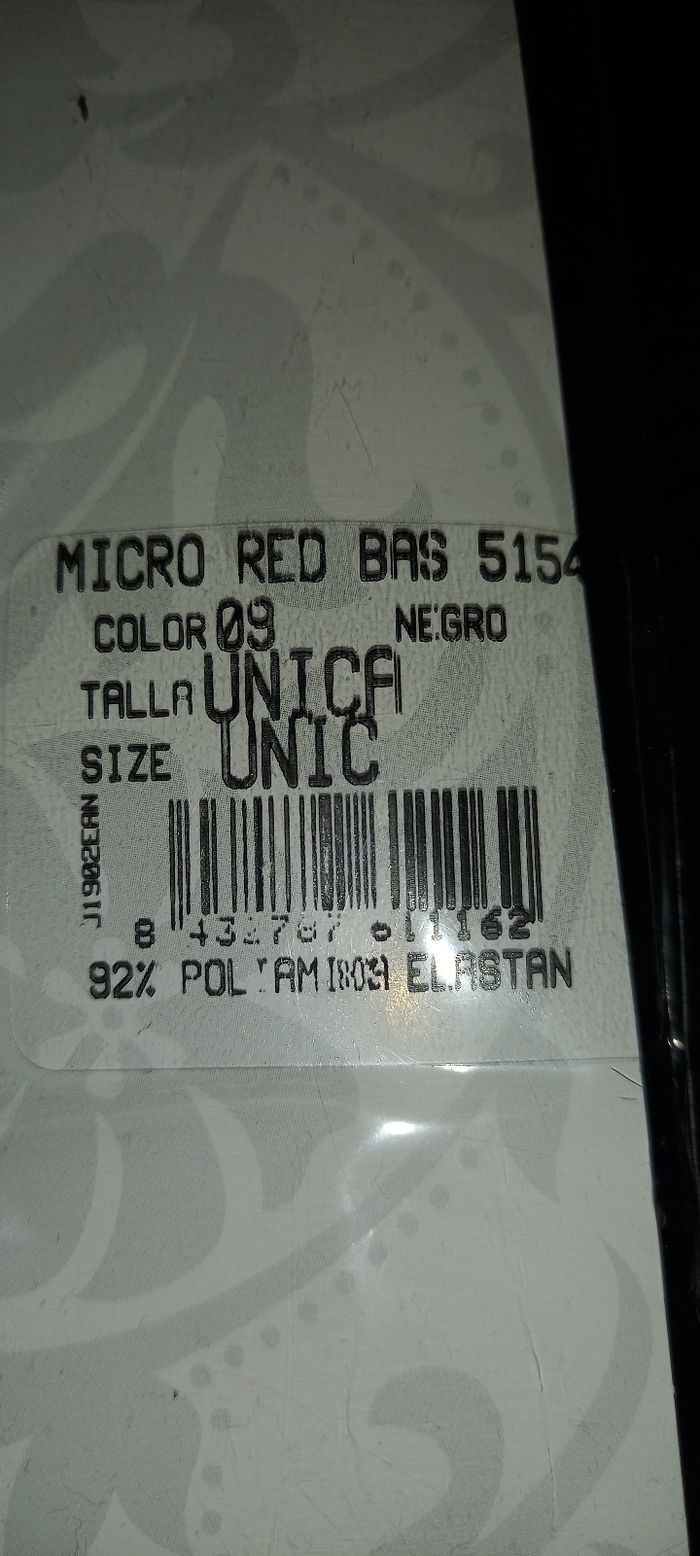 MICRO RED BAS 5154
COLOR 09 NEGRO
TALLA UNICA
SIZE UNIC
J1902EAN
92% ELASTAN